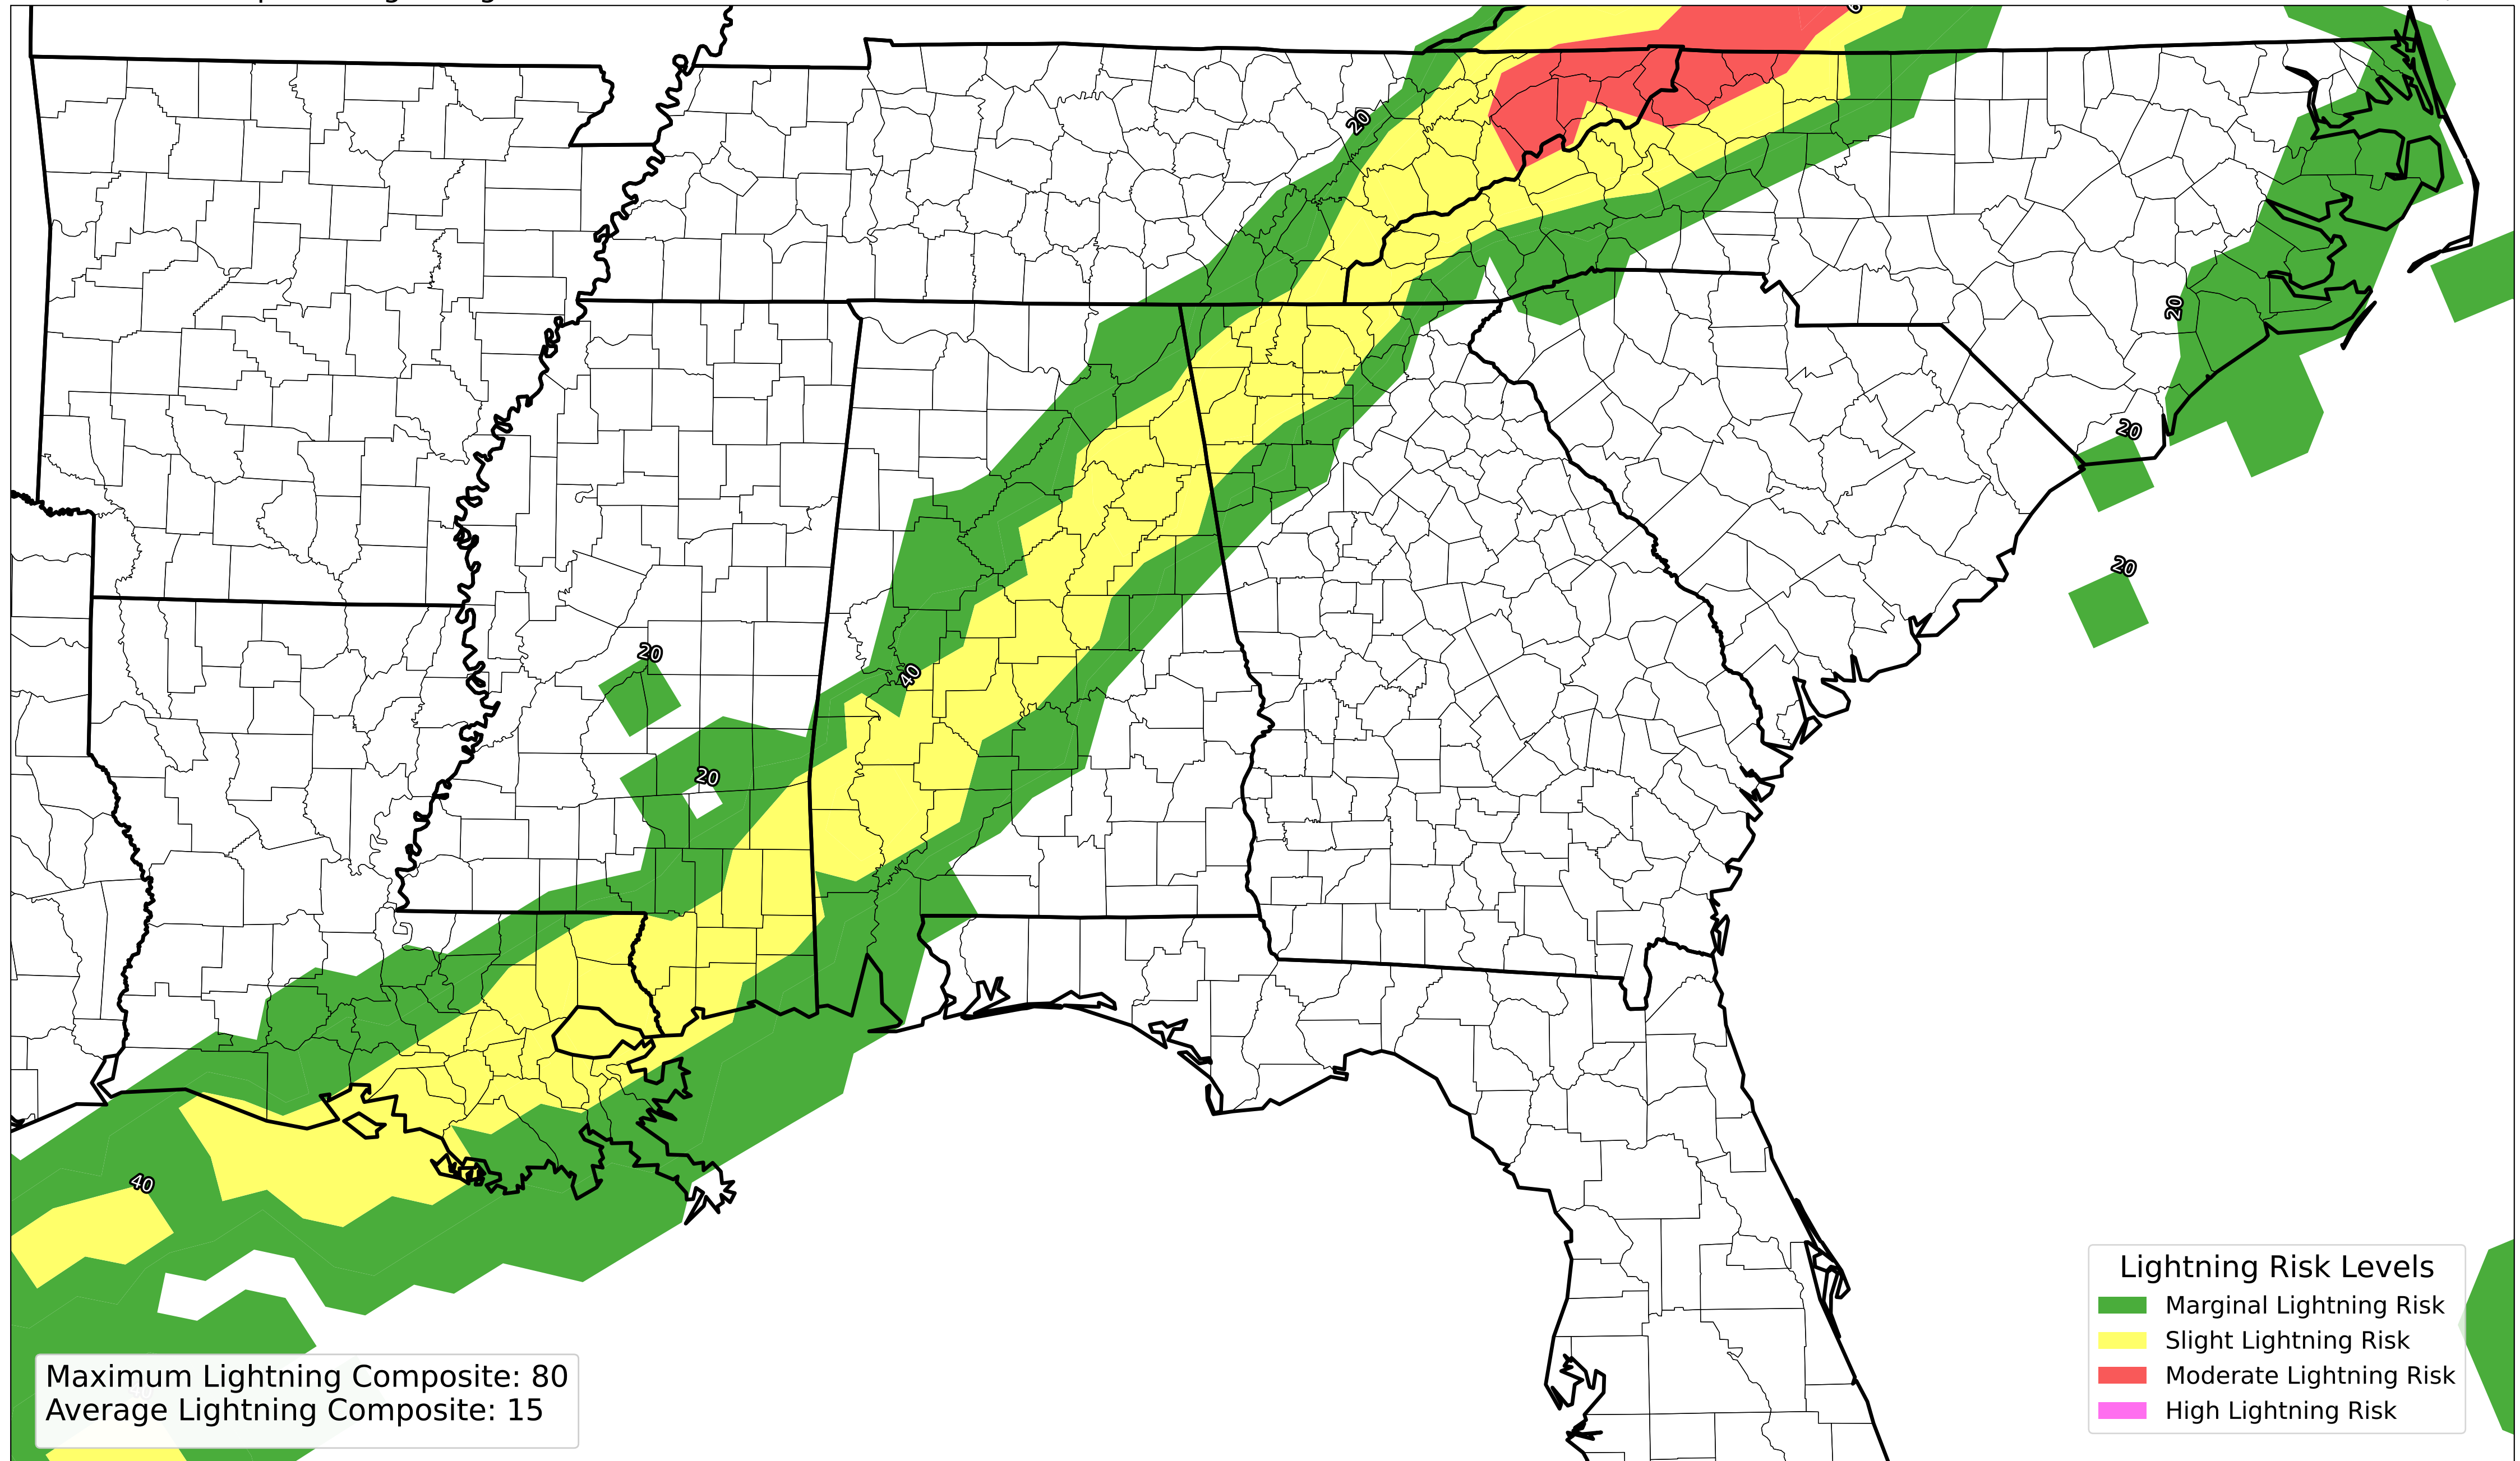 20
20
20
20
20
20
40
40
Lightning Risk Levels
Marginal Lightning Risk
Slight Lightning Risk
Moderate Lightning Risk
High Lightning Risk
Maximum Lightning Composite: 80
Average Lightning Composite: 15